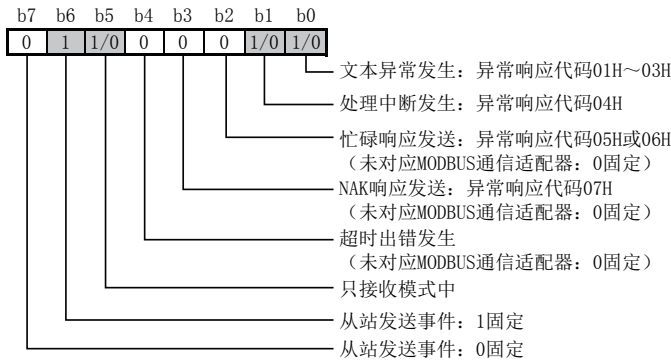 b7 b6 b5 b4 b3 b2 b1 b0
0 1 1/0 0 0 0 1/0 1/0
文本异常发生：异常响应代码01H～03H
处理中断发生：异常响应代码04H
忙碌响应发送：异常响应代码05H或06H
（未对应MODBUS通信适配器：0固定）
NAK响应发送：异常响应代码07H
（未对应MODBUS通信适配器：0固定）
超时出错发生
（未对应MODBUS通信适配器：0固定）
只接收模式中
从站发送事件：1固定
从站发送事件：0固定